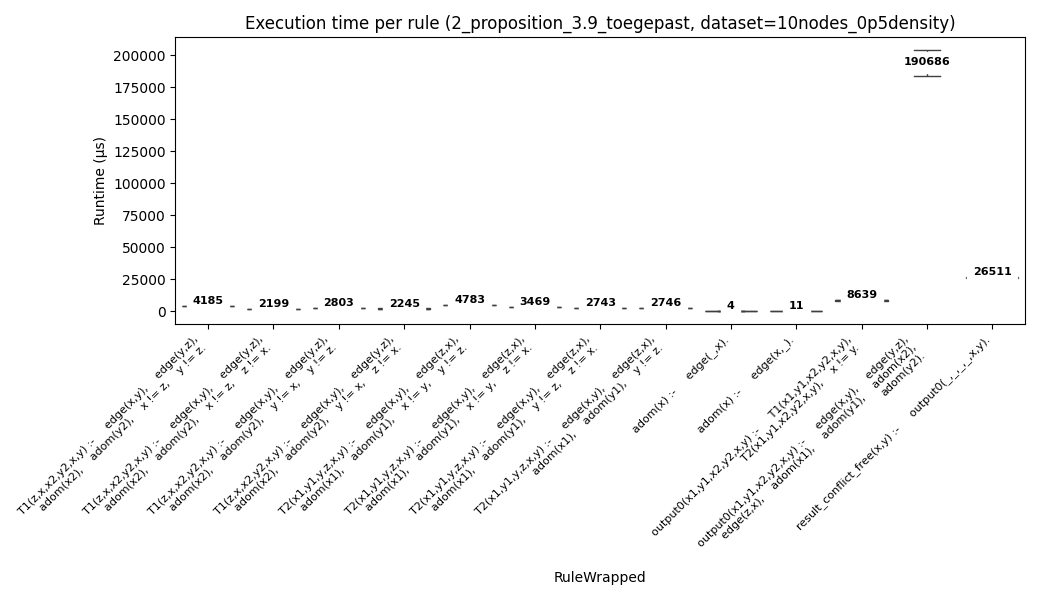 Execution time per rule (2_proposition_3.9_toegepast, dataset=10nodes_0p5density)
Runtime (µs)
200000
175000
150000
125000
100000
75000
50000
25000
0
4185
2199
2803
2245
4783
3469
2743
2746
4
11
8639
190686
26511
T1(z,x,x2,y2,x,y) :- edge(x,y), edge(y,z),
adom(x2), adom(y2), x != z, y != z.
T1(z,x,x2,y2,x,y) :- edge(x,y), edge(y,z),
adom(x2), adom(y2), x != z, z != x.
T1(z,x,x2,y2,x,y) :- edge(x,y), edge(y,z),
adom(x2), adom(y2), y != x, y != z.
T1(z,x,x2,y2,x,y) :- edge(x,y), edge(y,z),
adom(x2), adom(y2), y != x, z != x.
T2(x1,y1,y,z,x,y) :- edge(x,y), edge(z,x),
adom(x1), adom(y1), x != y, y != z.
T2(x1,y1,y,z,x,y) :- edge(x,y), edge(z,x),
adom(x1), adom(y1), x != y, z != x.
T2(x1,y1,y,z,x,y) :- edge(x,y), edge(z,x),
adom(x1), adom(y1), y != z, z != x.
T2(x1,y1,y,z,x,y) :- edge(x,y), edge(z,x),
adom(x1), adom(y1), y != z.
adom(x) :- edge(_,x).
adom(x) :- edge(x,_).
output0(x1,y1,x2,y2,x,y) :- T1(x1,y1,x2,y2,x,y),
T2(x1,y1,x2,y2,x,y), x != y.
output0(x1,y1,x2,y2,x,y) :- edge(x,y), edge(y,z),
edge(z,x), adom(x1), adom(y1), adom(x2),
adom(y2).
result_conflict_free(x,y) :- output0(_,_,_,_,x,y).
RuleWrapped